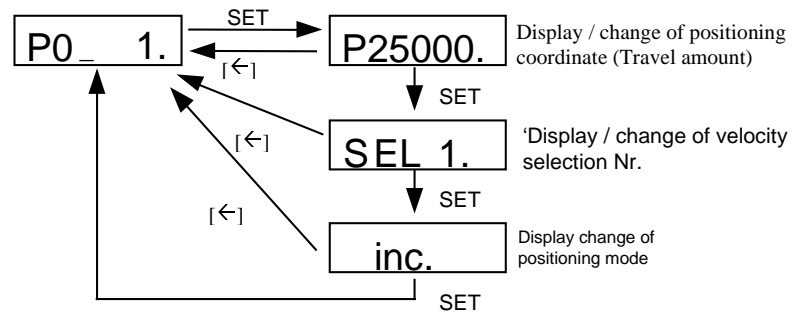 SET
P0_ 1.
P25000.
Display / change of positioning
coordinate (Travel amount)
[←]
SET
[←]
SEL 1.
‘Display / change of velocity
selection Nr.
SET
[←]
inc.
Display change of
positioning mode
SET